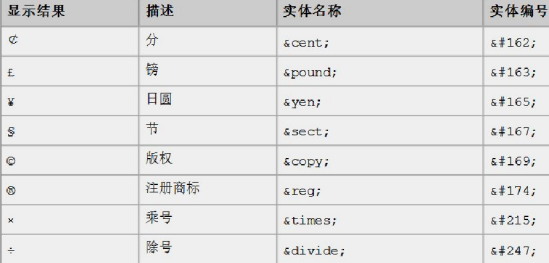 显示结果 描述 实体名称 实体编号
¢ 分 &cent; &#162;
£ 镑 &pound; &#163;
¥ 日圆 &yen; &#165;
§ 节 &sect; &#167;
© 版权 &copy; &#169;
® 注册商标 &reg; &#174;
× 乘号 &times; &#215;
÷ 除号 &divide; &#247;